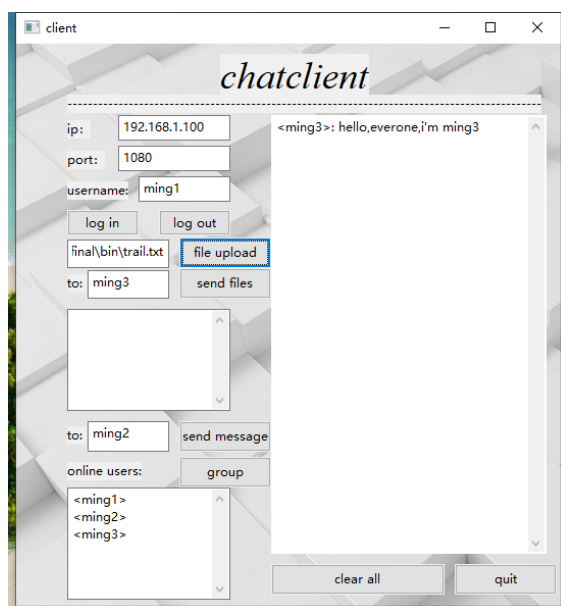 client
chatclient
ip: 192.168.1.100
port: 1080
username: ming1
log in log out
final\bin\trail.txt file upload
to: ming3 send files
to: ming2 send message
online users: group
<ming1>
<ming2>
<ming3>
<ming3>: hello,everone,i'm ming3
clear all quit